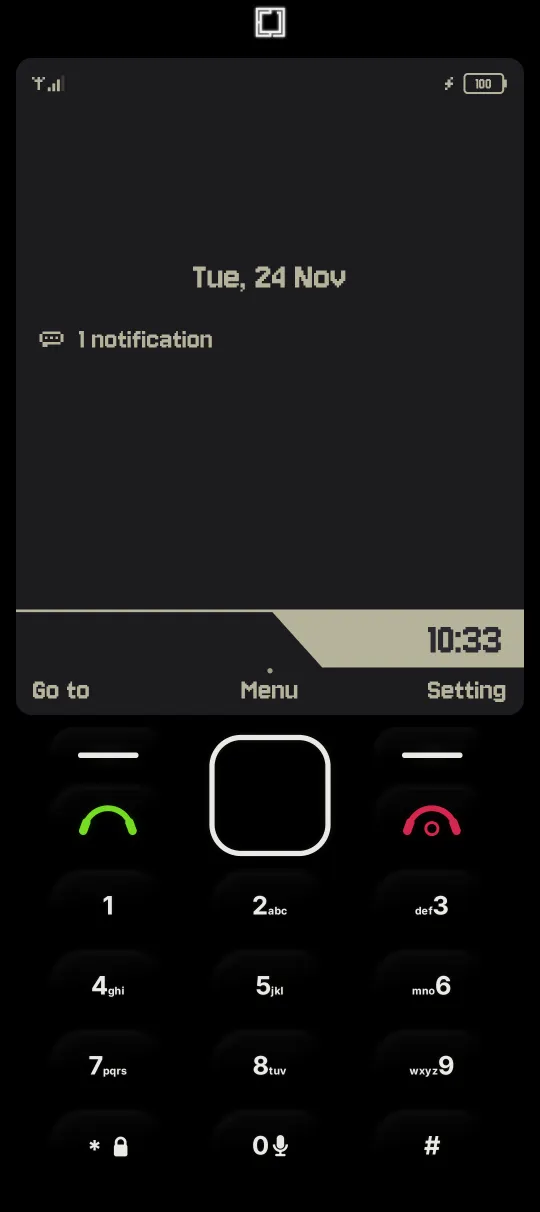 100
Tue, 24 Nov
1 notification
10:33
Go to Menu Setting
1 2abc def3
4ghi 5jkl mno6
7pqrs 8tuv wxyz9
* 0 #